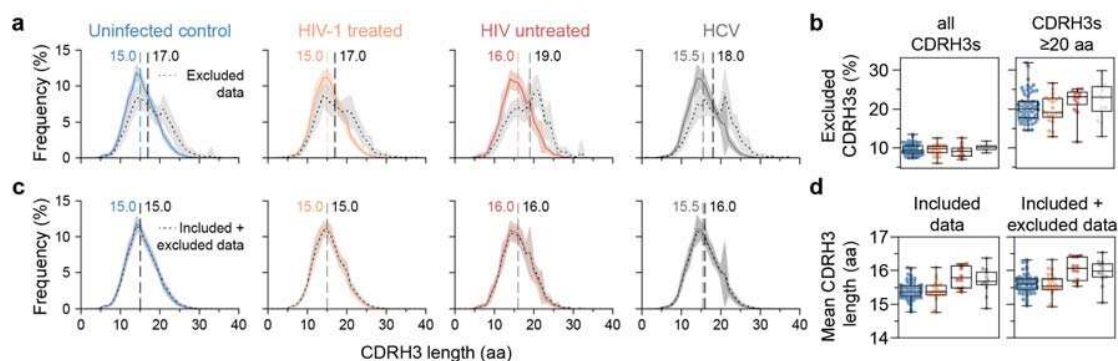 a
Uninfected control
HIV-1 treated
HIV untreated
HCV
Frequency (%)
15
10
5
0
15.0 17.0
15.0 17.0
16.0 19.0
15.5 18.0
Excluded
data
c
Frequency (%)
15
10
5
0
15.0 15.0
15.0 15.0
16.0 16.0
15.5 16.0
Included +
excluded data
0 10 20 30 40
0 10 20 30 40
0 10 20 30 40
0 10 20 30 40
CDRH3 length (aa)
b
all
CDRH3s
CDRH3s
≥20 aa
Excluded
CDRH3s (%)
30
20
10
d
Included
data
Included +
excluded data
Mean CDRH3
length (aa)
17
16
15
14